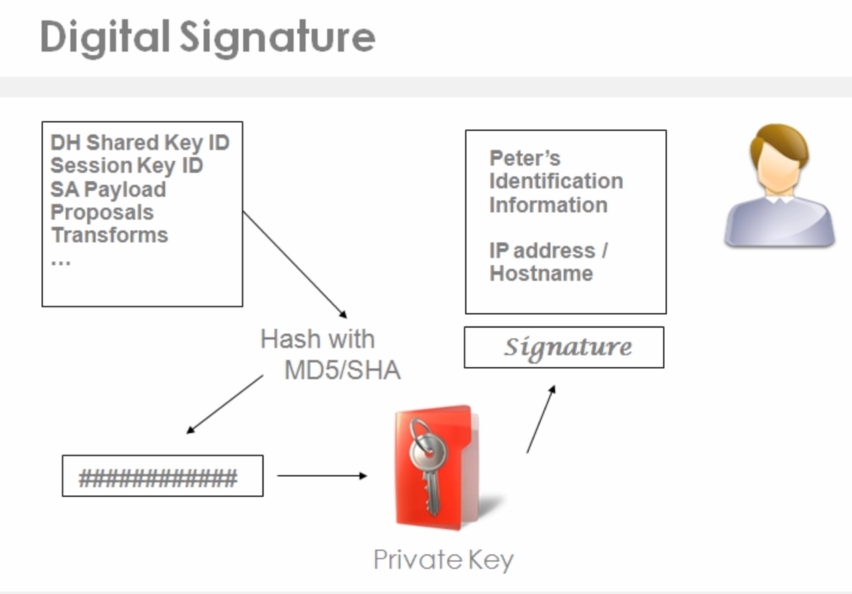 Digital Signature
DH Shared Key ID
Session Key ID
SA Payload
Proposals
Transforms
...
Peter's
Identification
Information
IP address /
Hostname
Hash with
MD5/SHA
Signature
############
Private Key